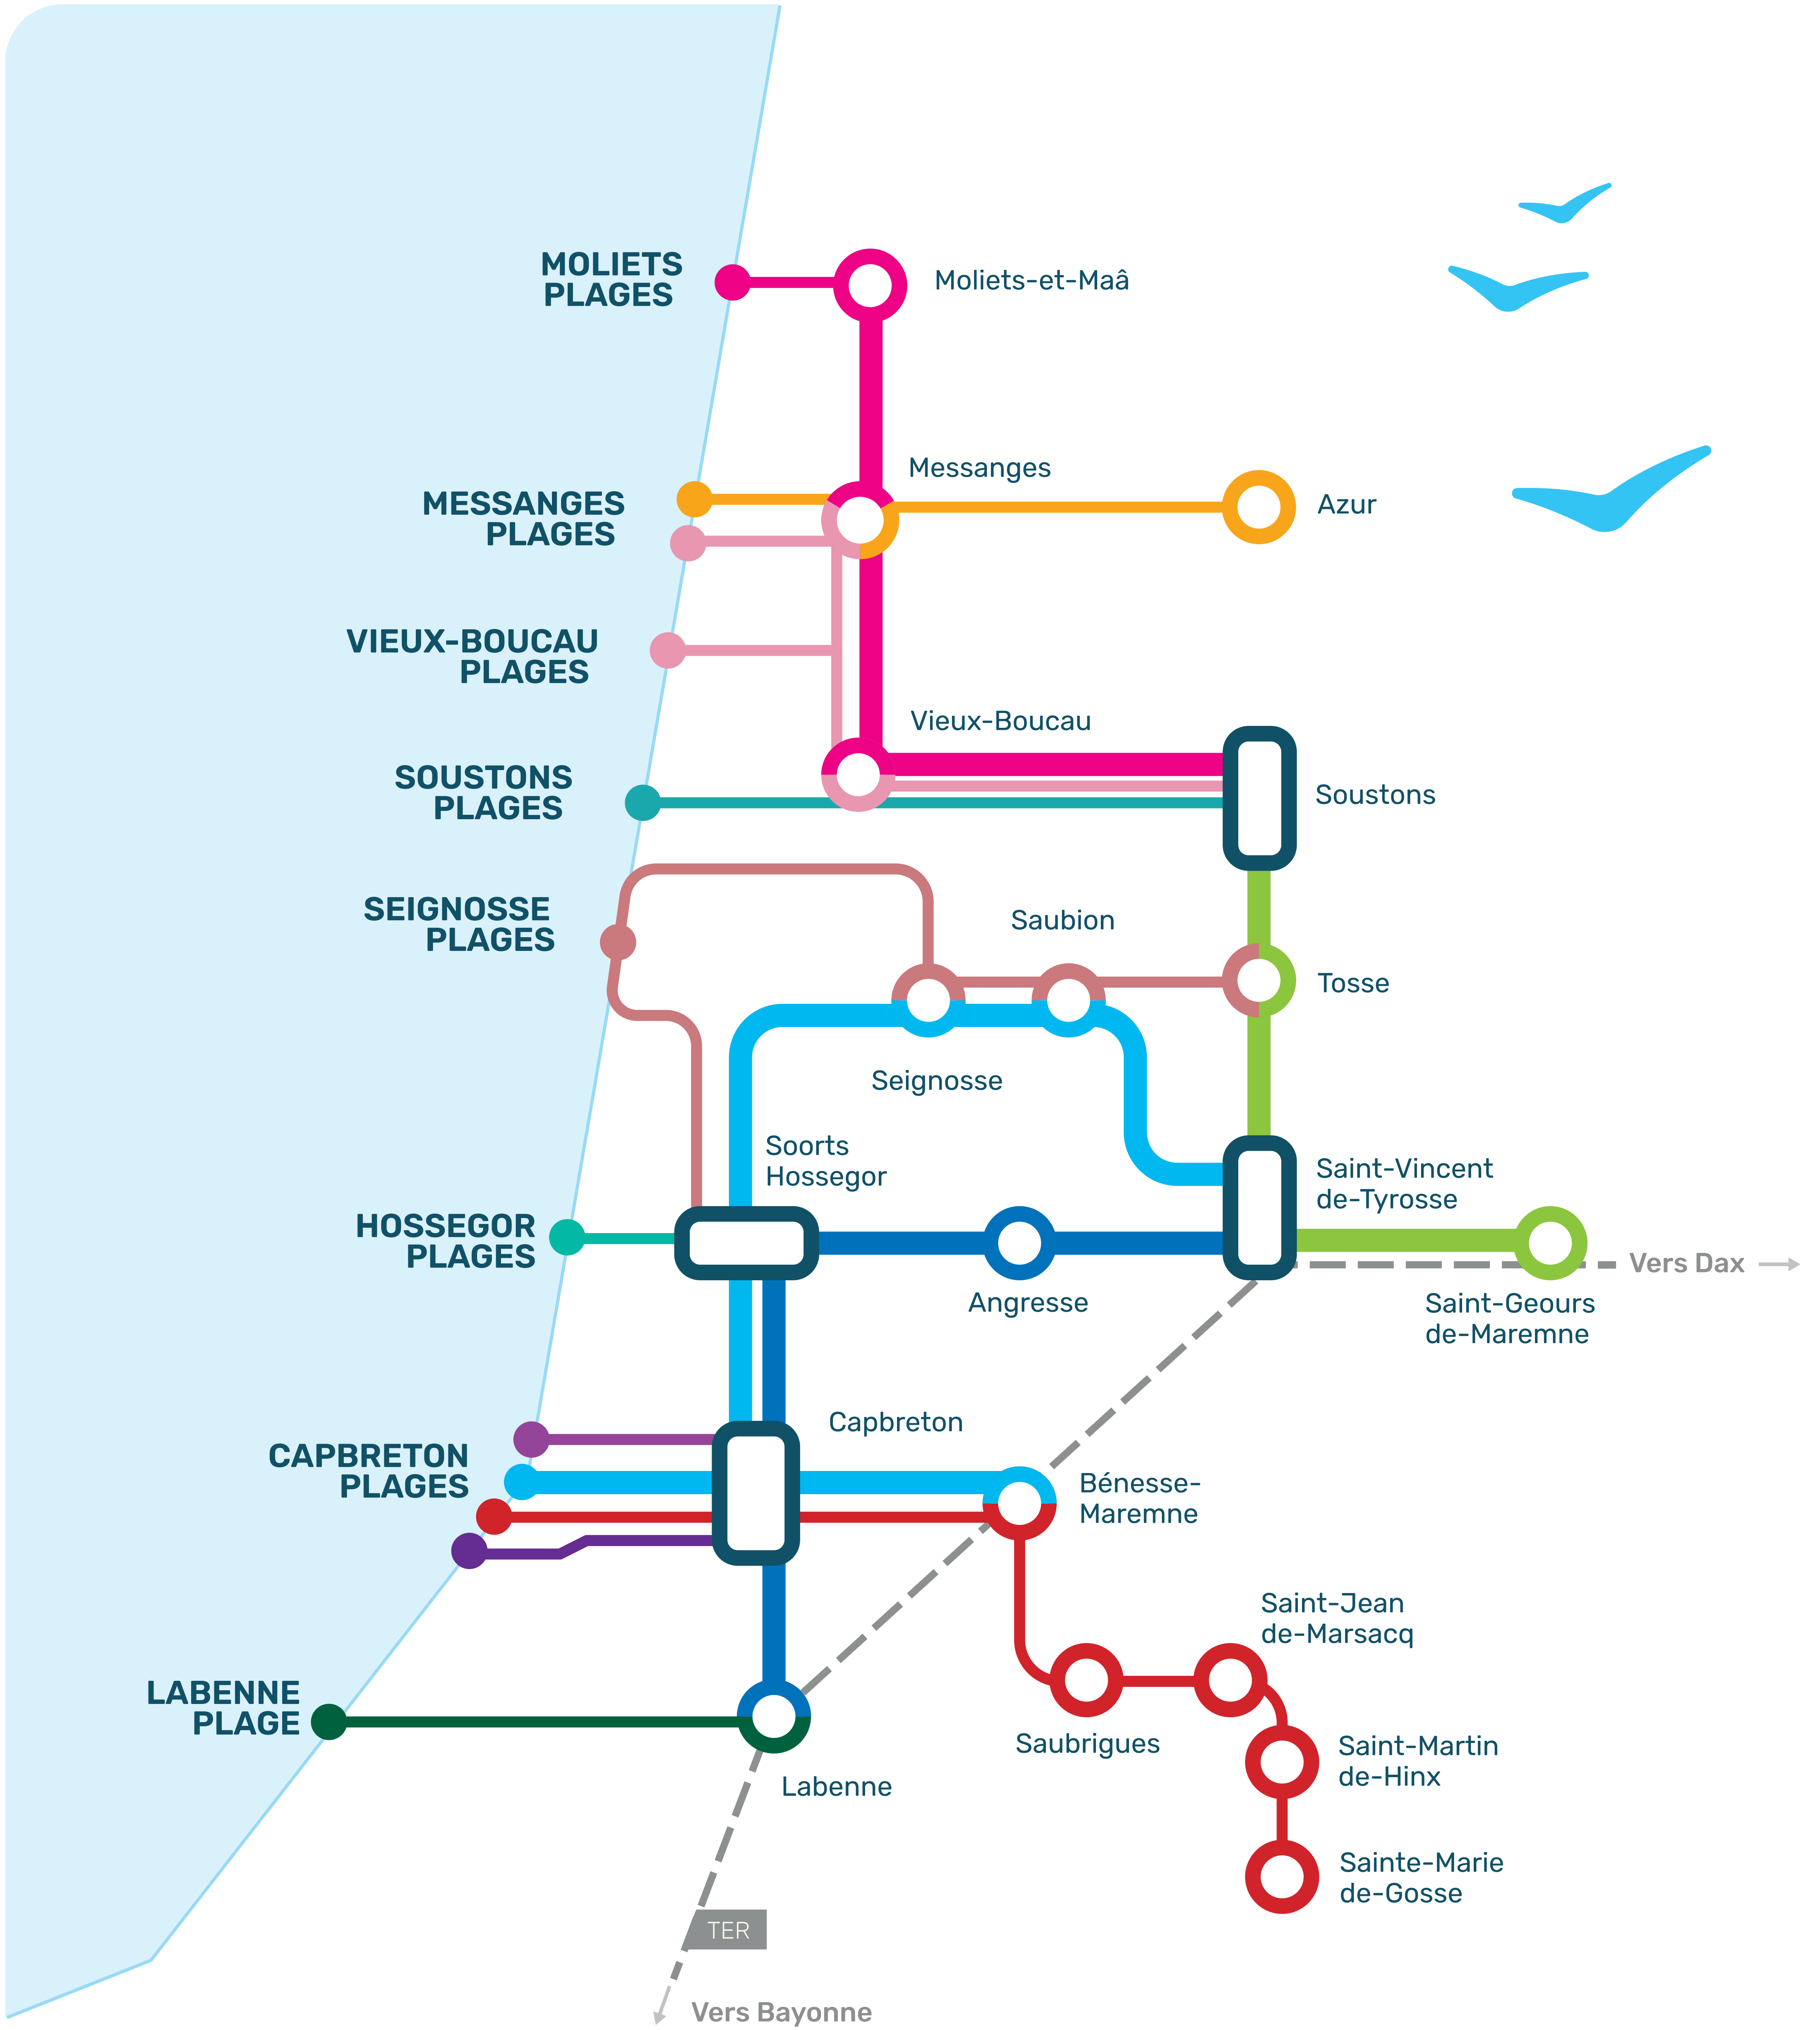 MOLIETS
PLAGES
Moliets-et-Maâ
Messanges
MESSANGES
PLAGES
Azur
VIEUX-BOUCAU
PLAGES
Vieux-Boucau
SOUSTONS
PLAGES
Soustons
SEIGNOSSE
PLAGES
Saubion
Tosse
Seignosse
Soorts
Hossegor
Saint-Vincent
de-Tyrosse
HOSSEGOR
PLAGES
Vers Dax
Angresse
Saint-Geours
de-Maremne
Capbreton
CAPBRETON
PLAGES
Bénesse-
Maremne
Saint-Jean
de-Marsacq
LABENNE
PLAGE
Saubrigues
Saint-Martin
de-Hinx
Labenne
Sainte-Marie
de-Gosse
TER
Vers Bayonne